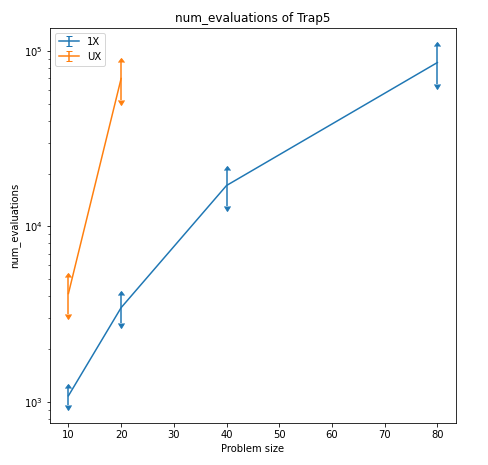 num_evaluations of Trap5
1X
UX
10^5
10^4
10^3
num_evaluations
10 20 30 40 50 60 70 80
Problem size